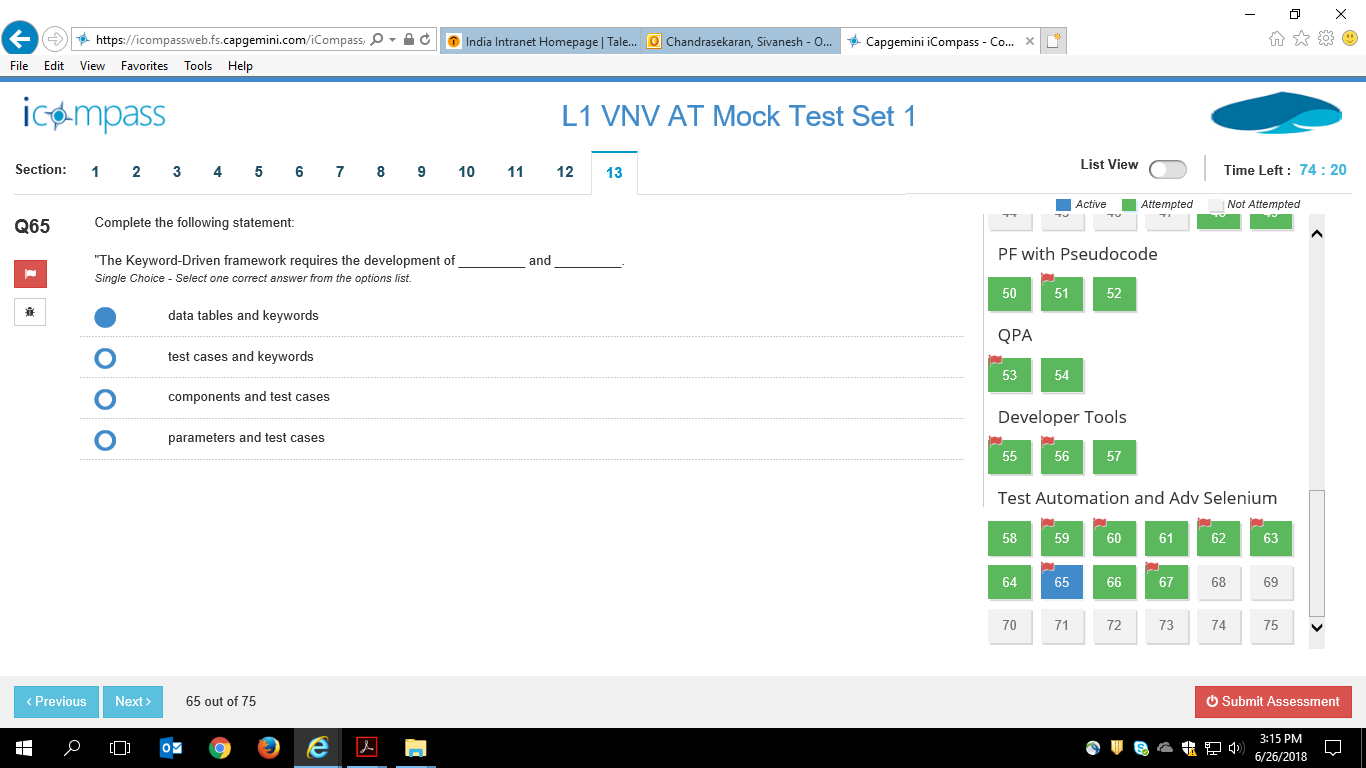 https://icompassweb.fs.capgemini.com/iCompass/
India Intranet Homepage | Tale...
Chandrasekaran, Sivanesh - O...
Capgemini iCompass - Co...
File Edit View Favorites Tools Help
icompass
L1 VNV AT Mock Test Set 1
Section: 1 2 3 4 5 6 7 8 9 10 11 12 13
List View
Time Left : 74 : 20
Active Attempted Not Attempted
Q65
Complete the following statement:
"The Keyword-Driven framework requires the development of _________ and _________.
Single Choice - Select one correct answer from the options list.
data tables and keywords
test cases and keywords
components and test cases
parameters and test cases
44 45 46 47 48 49
PF with Pseudocode
50 51 52
QPA
53 54
Developer Tools
55 56 57
Test Automation and Adv Selenium
58 59 60 61 62 63
64 65 66 67 68 69
70 71 72 73 74 75
‹ Previous Next › 65 out of 75
Submit Assessment
3:15 PM
6/26/2018